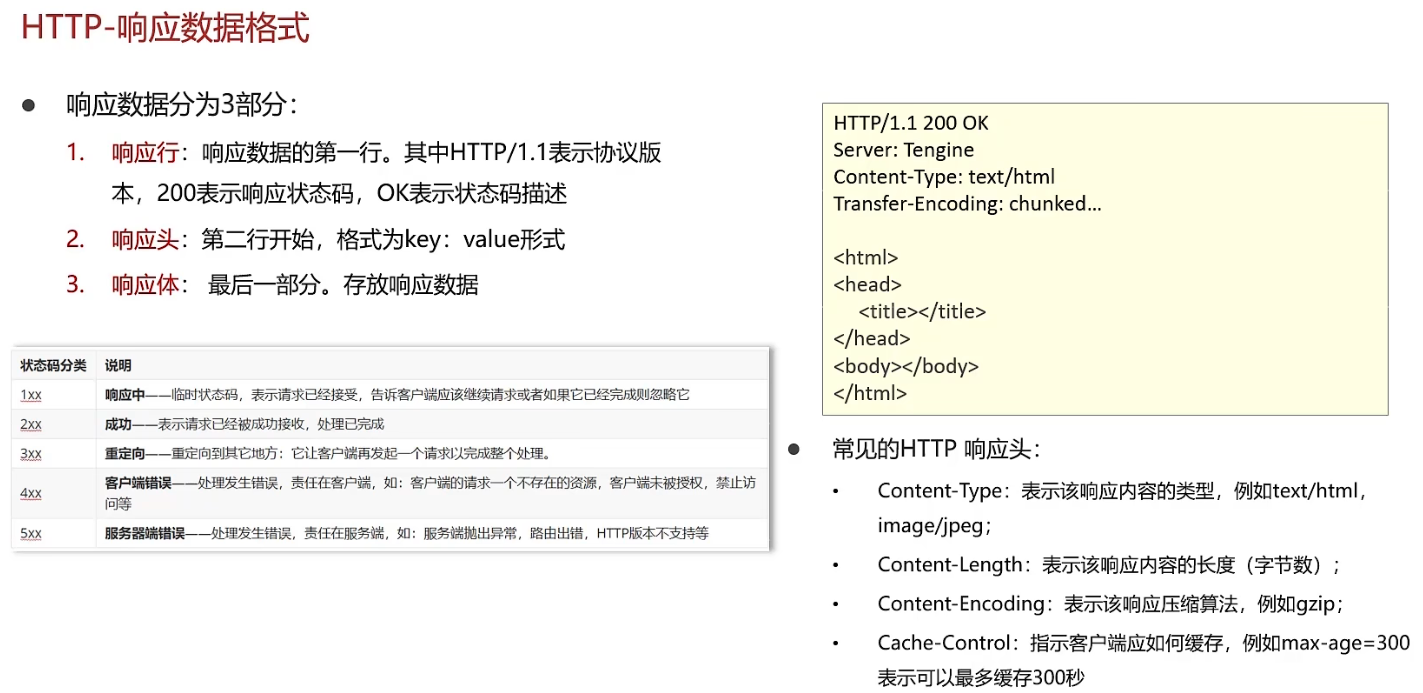 HTTP-响应数据格式
● 响应数据分为3部分：
1. 响应行：响应数据的第一行。其中HTTP/1.1表示协议版
本，200表示响应状态码，OK表示状态码描述
2. 响应头：第二行开始，格式为key：value形式
3. 响应体： 最后一部分。存放响应数据
状态码分类 说明
1xx 响应中——临时状态码，表示请求已经接受，告诉客户端应该继续请求或者如果它已经完成则忽略它
2xx 成功——表示请求已经被成功接收，处理已完成
3xx 重定向——重定向到其它地方：它让客户端再发起一个请求以完成整个处理。
4xx 客户端错误——处理发生错误，责任在客户端，如：客户端的请求一个不存在的资源，客户端未被授权，禁止访
问等
5xx 服务器端错误——处理发生错误，责任在服务端，如：服务端抛出异常，路由出错，HTTP版本不支持等
HTTP/1.1 200 OK
Server: Tengine
Content-Type: text/html
Transfer-Encoding: chunked…
<html>
<head>
<title></title>
</head>
<body></body>
</html>
● 常见的HTTP 响应头：
• Content-Type：表示该响应内容的类型，例如text/html，
image/jpeg；
• Content-Length：表示该响应内容的长度（字节数）；
• Content-Encoding：表示该响应压缩算法，例如gzip；
• Cache-Control：指示客户端应如何缓存，例如max-age=300
表示可以最多缓存300秒